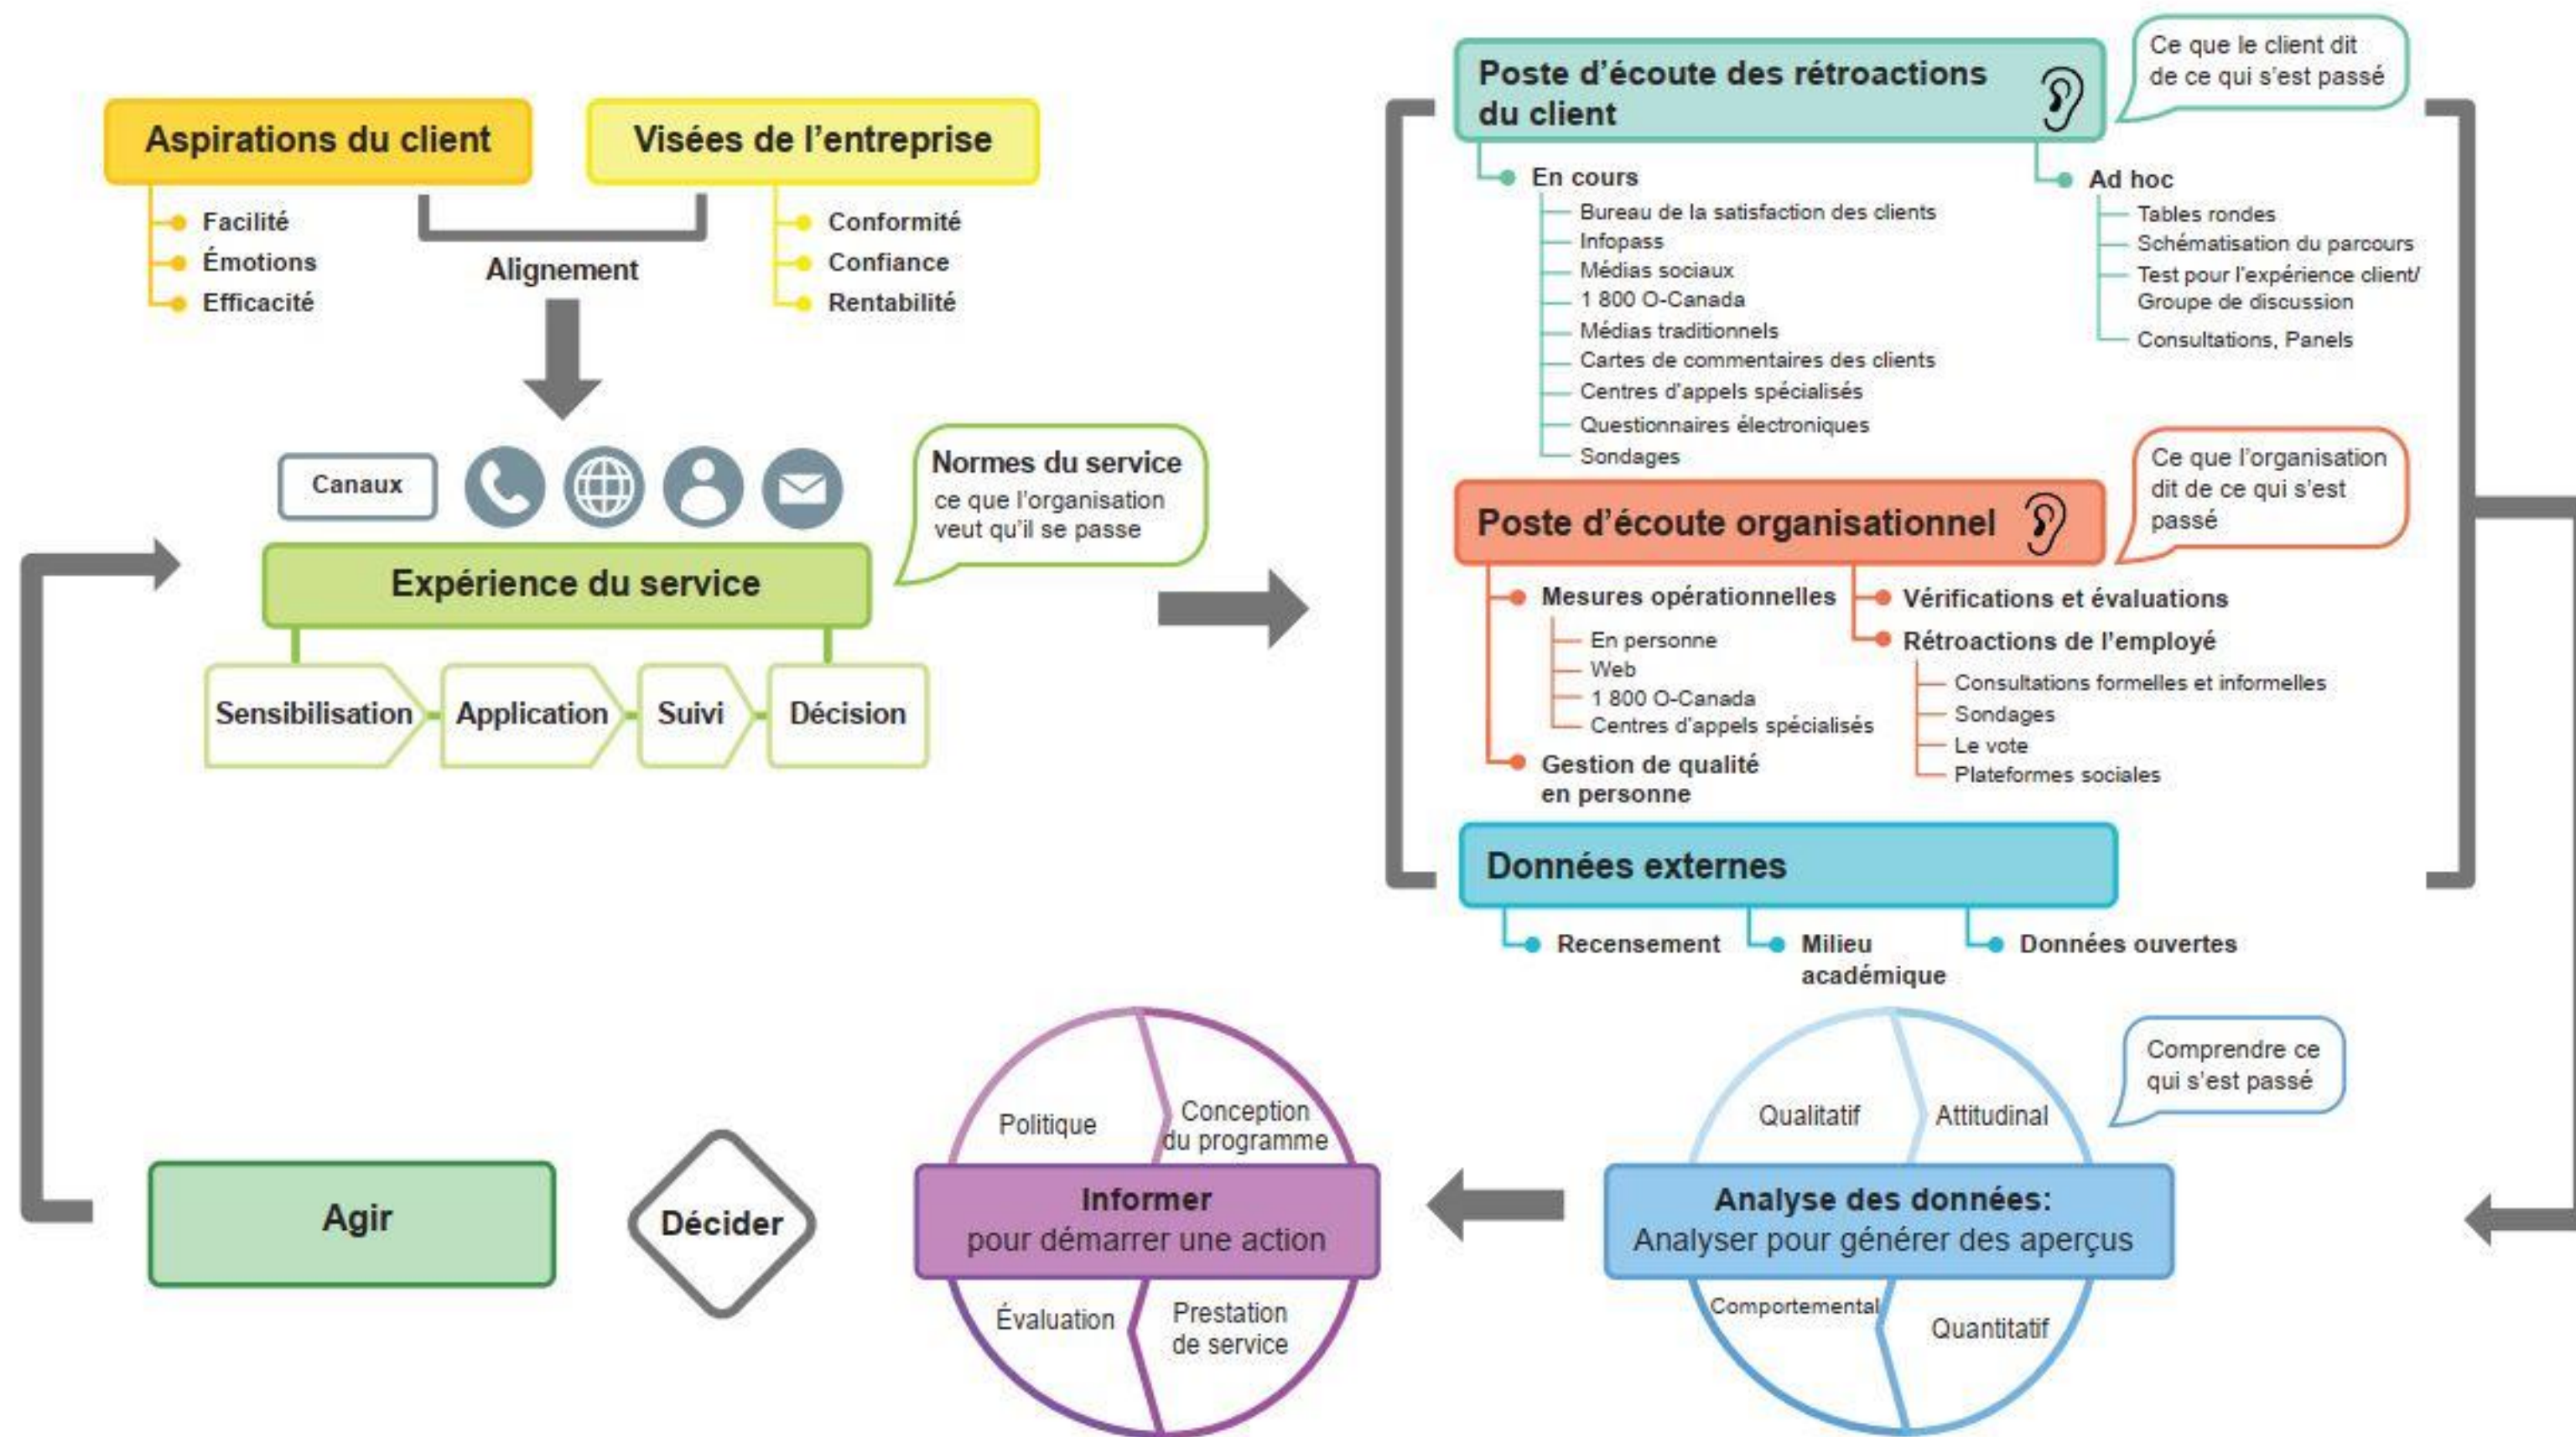 Aspirations du client
Facilité
Émotions
Efficacité
Visées de l'entreprise
Conformité
Confiance
Rentabilité
Alignement
Canaux
Normes du service
ce que l'organisation
veut qu'il se passe
Expérience du service
Sensibilisation
Application
Suivi
Décision
Poste d'écoute des rétroactions
du client
Ce que le client dit
de ce qui s'est passé
En cours
Bureau de la satisfaction des clients
Infopass
Médias sociaux
1 800 O-Canada
Médias traditionnels
Cartes de commentaires des clients
Centres d'appels spécialisés
Questionnaires électroniques
Sondages
Ad hoc
Tables rondes
Schématisation du parcours
Test pour l'expérience client/
Groupe de discussion
Consultations, Panels
Poste d'écoute organisationnel
Ce que l'organisation
dit de ce qui s'est
passé
Mesures opérationnelles
En personne
Web
1 800 O-Canada
Centres d'appels spécialisés
Gestion de qualité
en personne
Vérifications et évaluations
Rétroactions de l'employé
Consultations formelles et informelles
Sondages
Le vote
Plateformes sociales
Données externes
Recensement
Milieu
académique
Données ouvertes
Comprendre ce
qui s'est passé
Qualitatif
Attitudinal
Analyse des données:
Analyser pour générer des aperçus
Comportemental
Quantitatif
Politique
Conception
du programme
Informer
pour démarrer une action
Évaluation
Prestation
de service
Décider
Agir